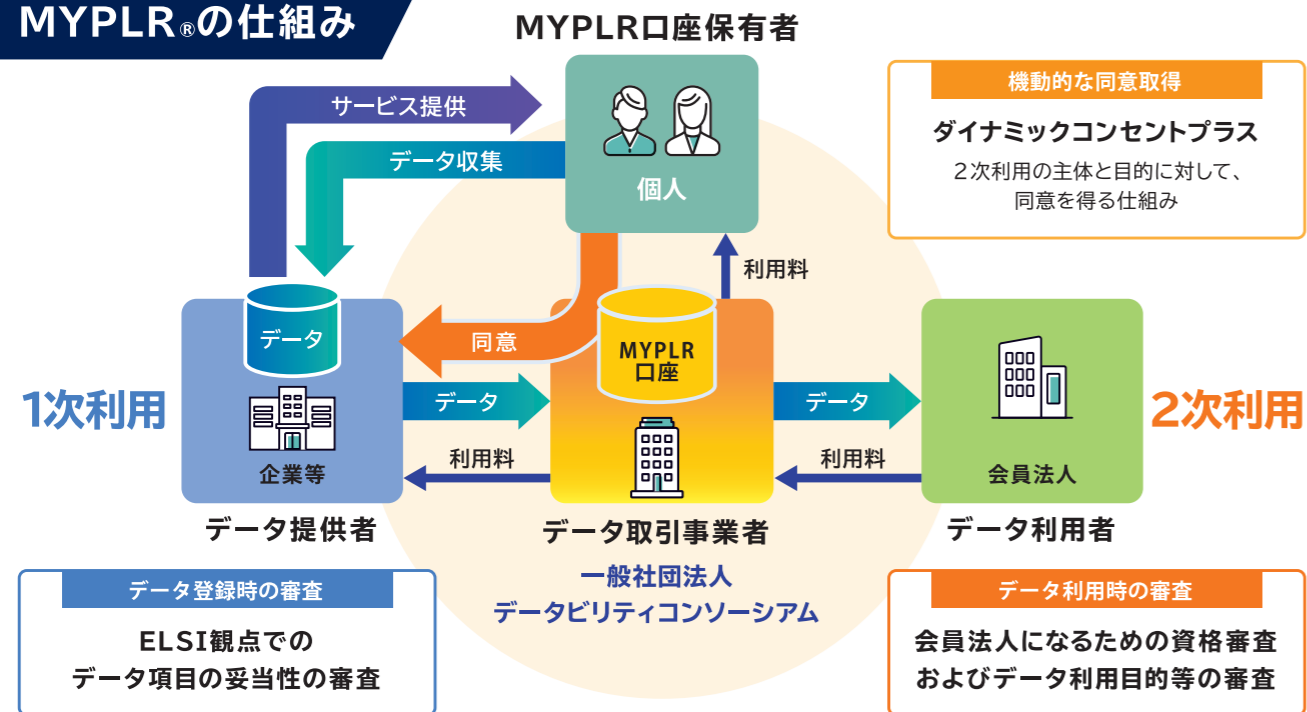 MYPLR®の仕組み
MYPLR口座保有者
サービス提供
データ収集
個人
機動的な同意取得
ダイナミックコンセントプラス
2次利用の主体と目的に対して、
同意を得る仕組み
利用料
データ
同意
MYPLR
口座
1次利用
データ
データ
2次利用
企業等
利用料
利用料
会員法人
データ提供者
データ取引事業者
データ利用者
一般社団法人
データビリティコンソーシアム
データ登録時の審査
ELSI観点での
データ項目の妥当性の審査
データ利用時の審査
会員法人になるための資格審査
およびデータ利用目的等の審査